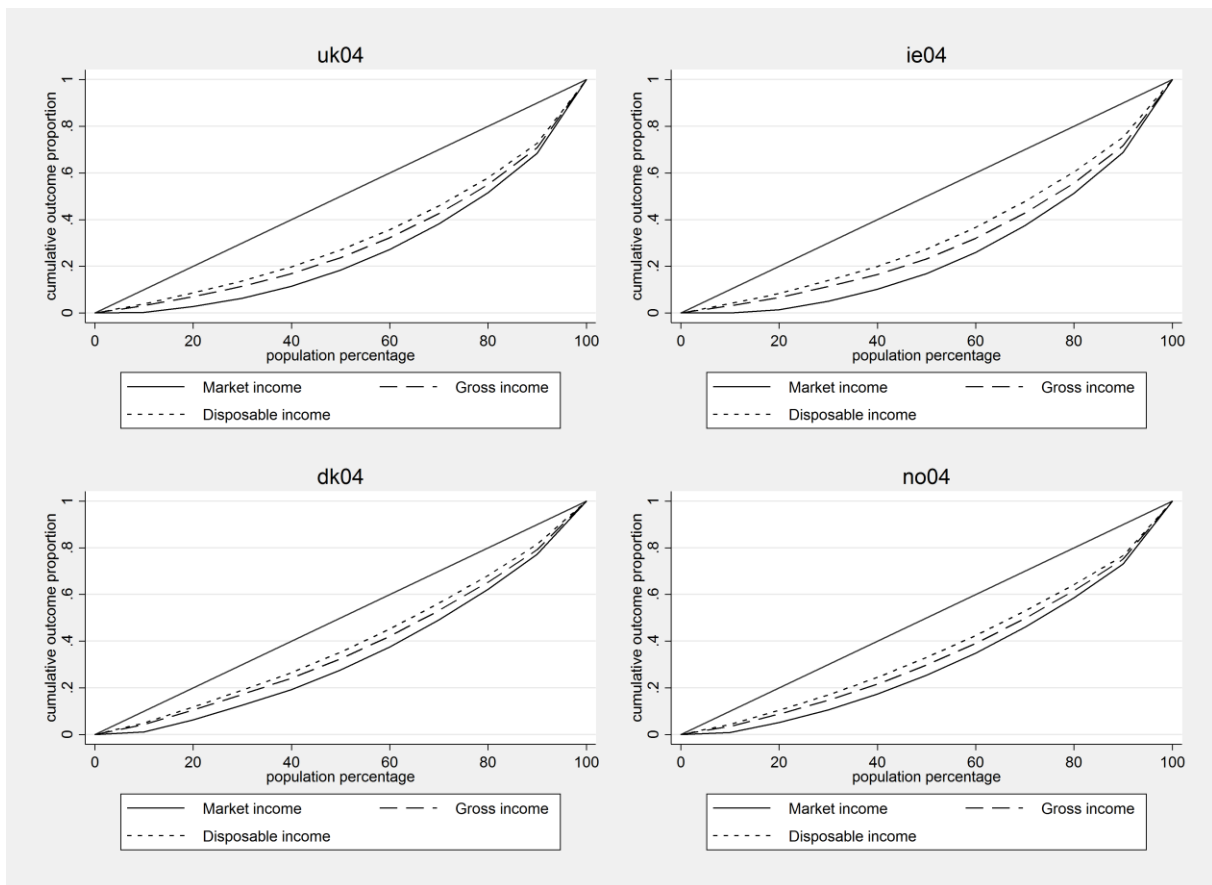 uk04
cumulative outcome proportion
1
.8
.6
.4
.2
0
0 20 40 60 80 100
population percentage
Market income Gross income
Disposable income
ie04
cumulative outcome proportion
1
.8
.6
.4
.2
0
0 20 40 60 80 100
population percentage
Market income Gross income
Disposable income
dk04
cumulative outcome proportion
1
.8
.6
.4
.2
0
0 20 40 60 80 100
population percentage
Market income Gross income
Disposable income
no04
cumulative outcome proportion
1
.8
.6
.4
.2
0
0 20 40 60 80 100
population percentage
Market income Gross income
Disposable income